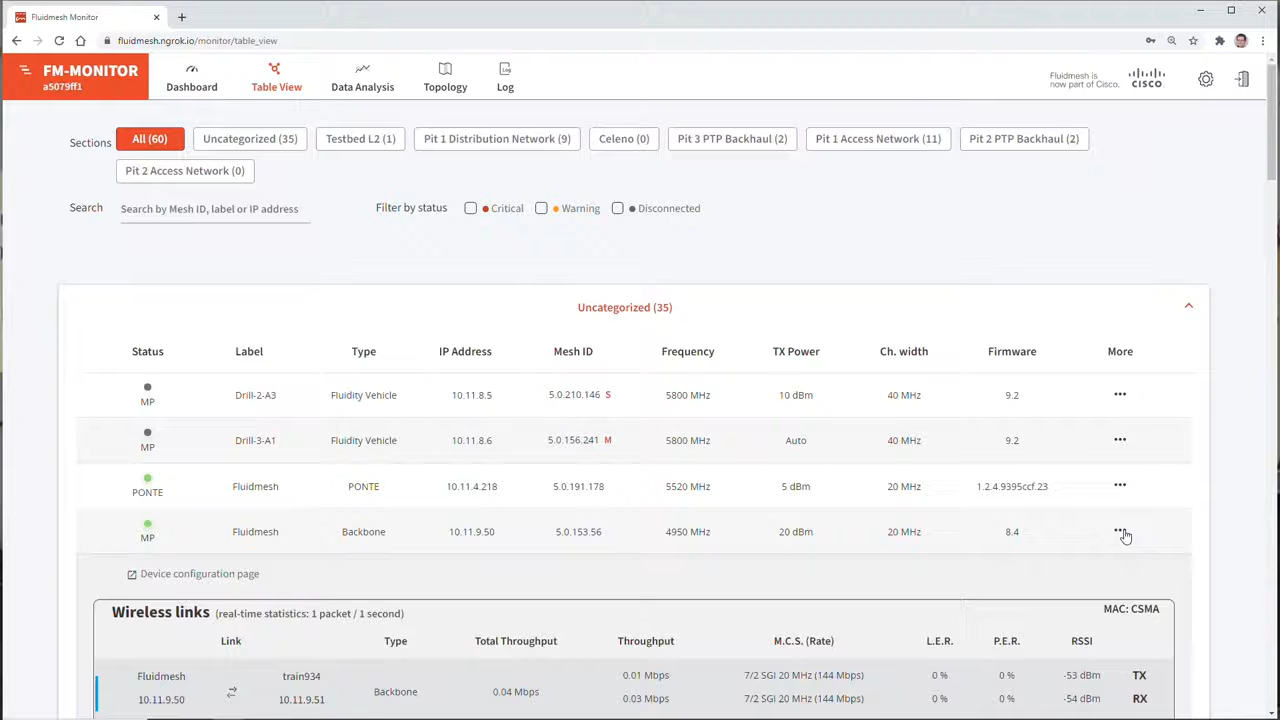 Fluidmesh Monitor
fluidmesh.ngrok.io/monitor/table_view
FM-MONITOR
a5079ff1
Dashboard
Table View
Data Analysis
Topology
Log
Fluidmesh is
now part of Cisco.
CISCO
Sections
All (60)
Uncategorized (35)
Testbed L2 (1)
Pit 1 Distribution Network (9)
Celeno (0)
Pit 3 PTP Backhaul (2)
Pit 1 Access Network (11)
Pit 2 PTP Backhaul (2)
Pit 2 Access Network (0)
Search
Search by Mesh ID, label or IP address
Filter by status
Critical
Warning
Disconnected
Uncategorized (35)
Status Label Type IP Address Mesh ID Frequency TX Power Ch. width Firmware More
MP Drill-2-A3 Fluidity Vehicle 10.11.8.5 5.0.210.146 S 5800 MHz 10 dBm 40 MHz 9.2
MP Drill-3-A1 Fluidity Vehicle 10.11.8.6 5.0.156.241 M 5800 MHz Auto 40 MHz 9.2
PONTE Fluidmesh PONTE 10.11.4.218 5.0.191.178 5520 MHz 5 dBm 20 MHz 1.2.4.9395ccf.23
MP Fluidmesh Backbone 10.11.9.50 5.0.153.56 4950 MHz 20 dBm 20 MHz 8.4
Device configuration page
Wireless links (real-time statistics: 1 packet / 1 second) MAC: CSMA
Link Type Total Throughput Throughput M.C.S. (Rate) L.E.R. P.E.R. RSSI
Fluidmesh train934 0.01 Mbps 7/2 SGI 20 MHz (144 Mbps) 0 % 0 % -53 dBm TX
Backbone 0.04 Mbps
10.11.9.50 10.11.9.51 0.03 Mbps 7/2 SGI 20 MHz (144 Mbps) 0 % 0 % -54 dBm RX